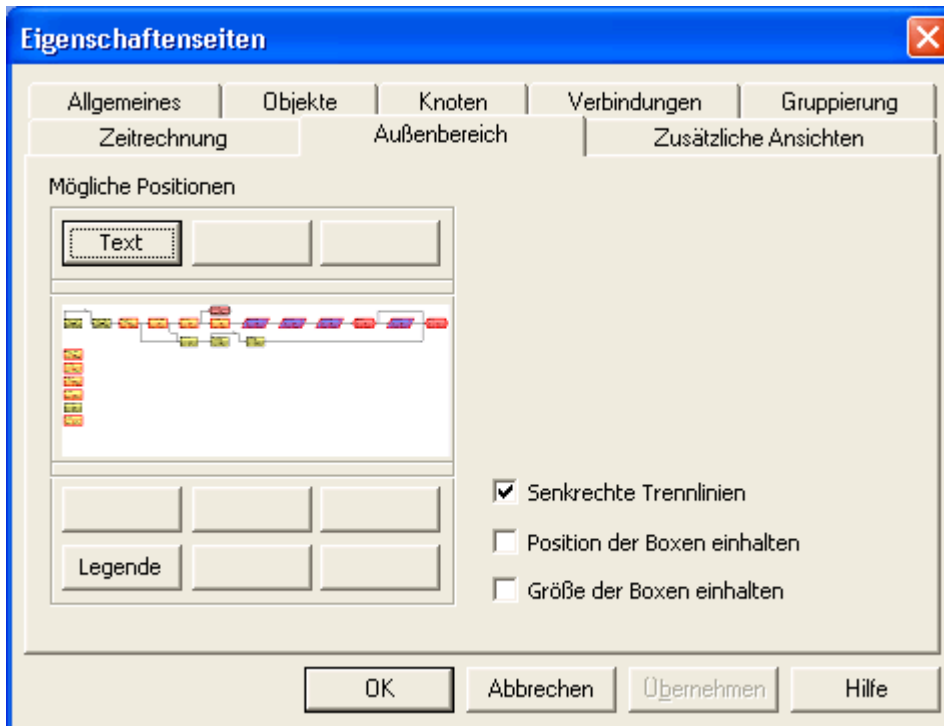 Eigenschaftenseiten
Allgemeines Objekte Knoten Verbindungen Gruppierung
Zeitrechnung Außenbereich Zusätzliche Ansichten
Mögliche Positionen
Text
Senkrechte Trennlinien
Position der Boxen einhalten
Legende
Größe der Boxen einhalten
OK Abbrechen Übernehmen Hilfe